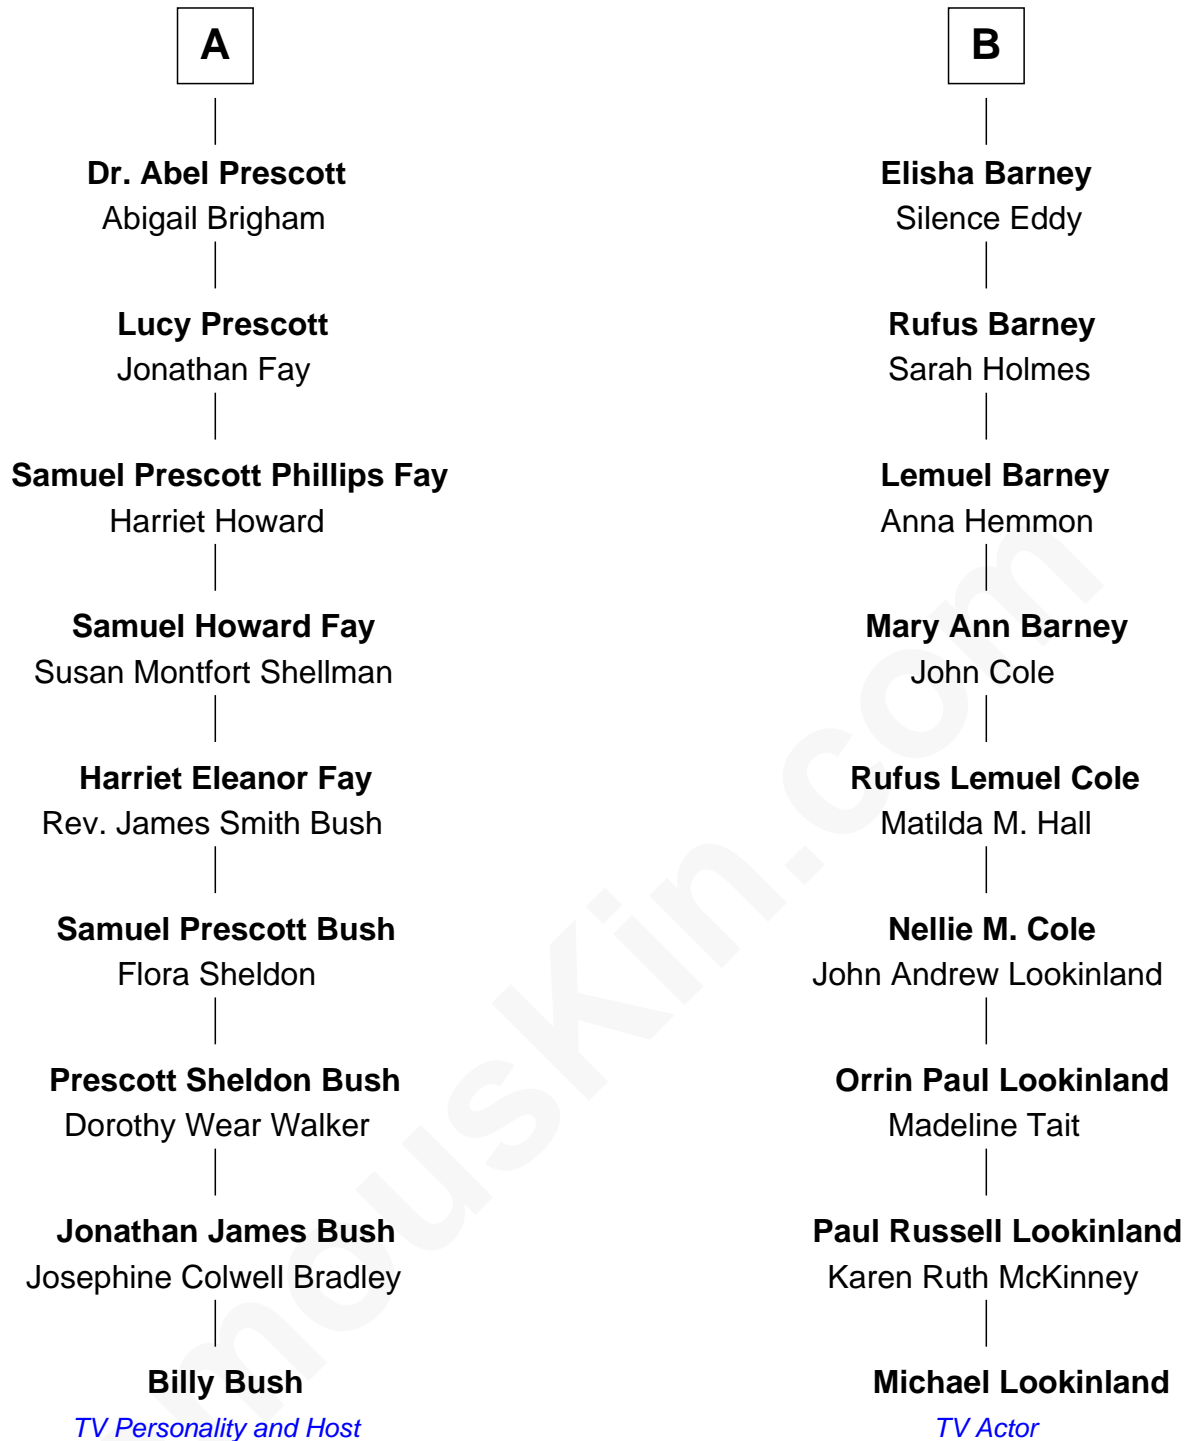 A
Dr. Abel Prescott
Abigail Brigham
Lucy Prescott
Jonathan Fay
Samuel Prescott Phillips Fay
Harriet Howard
Samuel Howard Fay
Susan Montfort Shellman
Harriet Eleanor Fay
Rev. James Smith Bush
Samuel Prescott Bush
Flora Sheldon
Prescott Sheldon Bush
Dorothy Wear Walker
Jonathan James Bush
Josephine Colwell Bradley
Billy Bush
TV Personality and Host
B
Elisha Barney
Silence Eddy
Rufus Barney
Sarah Holmes
Lemuel Barney
Anna Hemmon
Mary Ann Barney
John Cole
Rufus Lemuel Cole
Matilda M. Hall
Nellie M. Cole
John Andrew Lookinland
Orrin Paul Lookinland
Madeline Tait
Paul Russell Lookinland
Karen Ruth McKinney
Michael Lookinland
TV Actor
mousKin.com